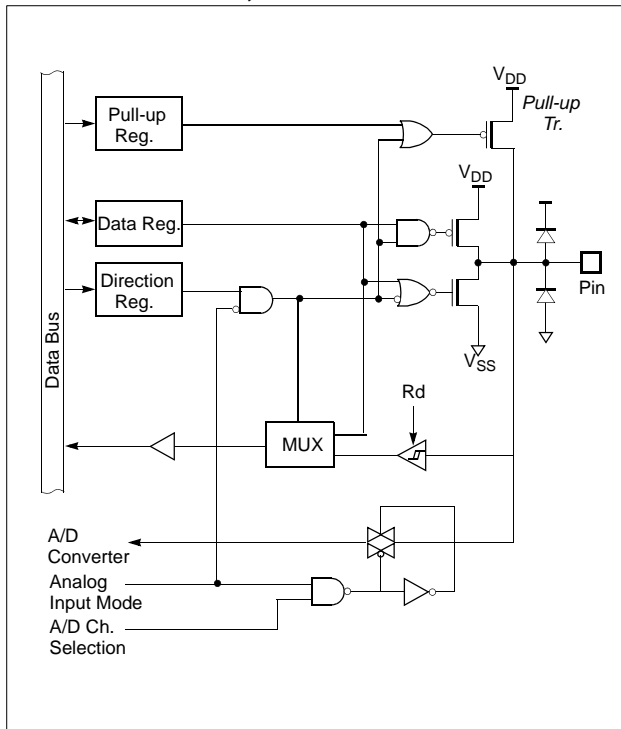 VDD
Pull-up
Tr.
Pull-up
Reg.
VDD
Data Reg.
Direction
Reg.
Pin
Data Bus
VSS
Rd
MUX
A/D
Converter
Analog
Input Mode
A/D Ch.
Selection